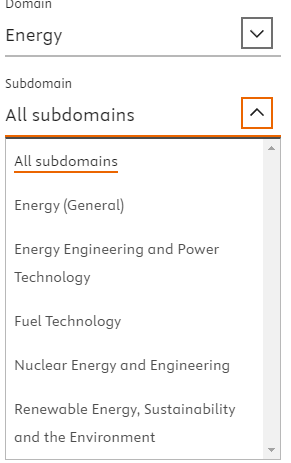 Domain
Energy
Subdomain
All subdomains
All subdomains
Energy (General)
Energy Engineering and Power
Technology
Fuel Technology
Nuclear Energy and Engineering
Renewable Energy, Sustainability
and the Environment